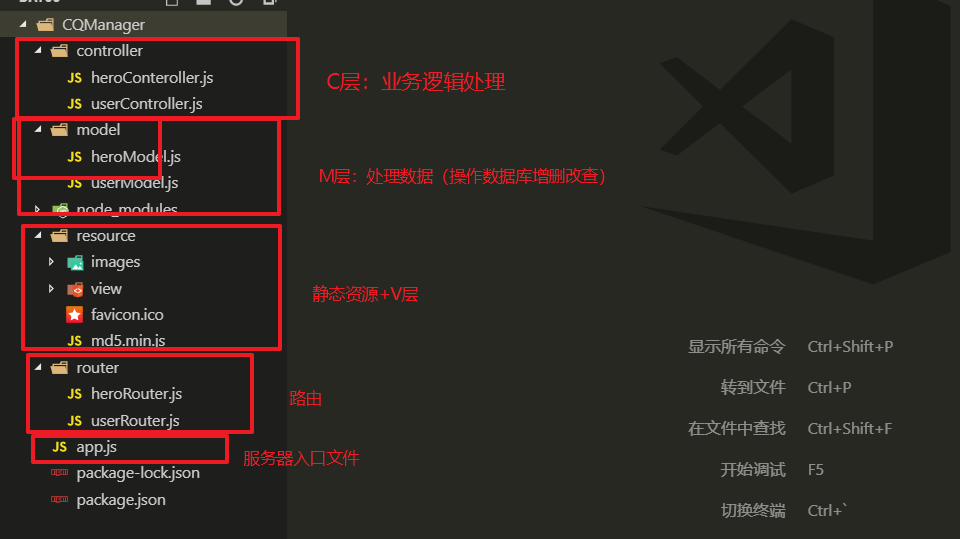 CQManager
controller
heroConteroller.js
userController.js
C层：业务逻辑处理
model
heroModel.js
userModel.js
M层：处理数据（操作数据库增删改查）
node_modules
resource
images
view
favicon.ico
md5.min.js
静态资源+V层
router
heroRouter.js
userRouter.js
路由
app.js
服务器入口文件
package-lock.json
package.json
显示所有命令 Ctrl+Shift+P
转到文件 Ctrl+P
在文件中查找 Ctrl+Shift+F
开始调试 F5
切换终端 Ctrl+`